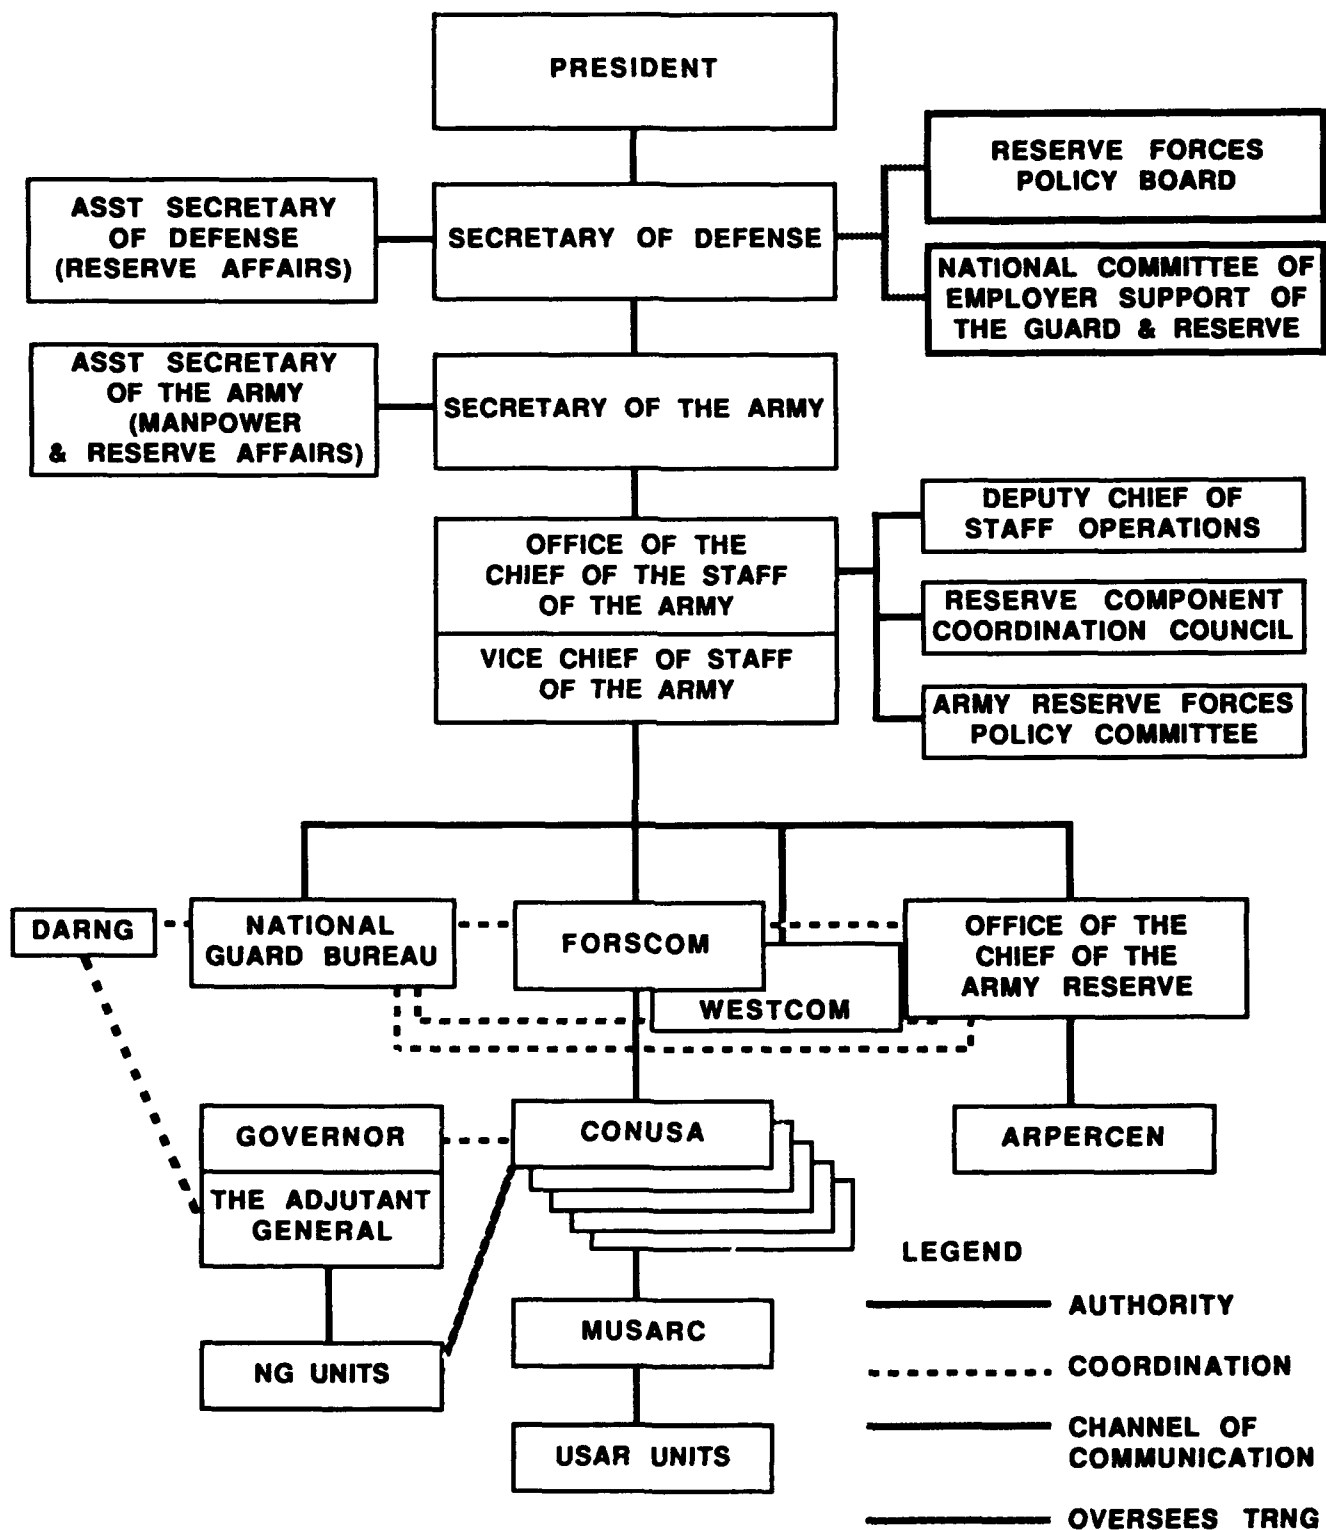 PRESIDENT
RESERVE FORCES
POLICY BOARD
ASST SECRETARY
OF DEFENSE
(RESERVE AFFAIRS)
SECRETARY OF DEFENSE
NATIONAL COMMITTEE OF
EMPLOYER SUPPORT OF
THE GUARD & RESERVE
ASST SECRETARY
OF THE ARMY
(MANPOWER
& RESERVE AFFAIRS)
SECRETARY OF THE ARMY
OFFICE OF THE
CHIEF OF THE STAFF
OF THE ARMY
VICE CHIEF OF STAFF
OF THE ARMY
DEPUTY CHIEF OF
STAFF OPERATIONS
RESERVE COMPONENT
COORDINATION COUNCIL
ARMY RESERVE FORCES
POLICY COMMITTEE
DARNG
NATIONAL
GUARD BUREAU
FORSCOM
WESTCOM
OFFICE OF THE
CHIEF OF THE
ARMY RESERVE
GOVERNOR
THE ADJUTANT
GENERAL
CONUSA
ARPERCEN
NG UNITS
MUSARC
USAR UNITS
LEGEND
AUTHORITY
COORDINATION
CHANNEL OF
COMMUNICATION
OVERSEES TRNG